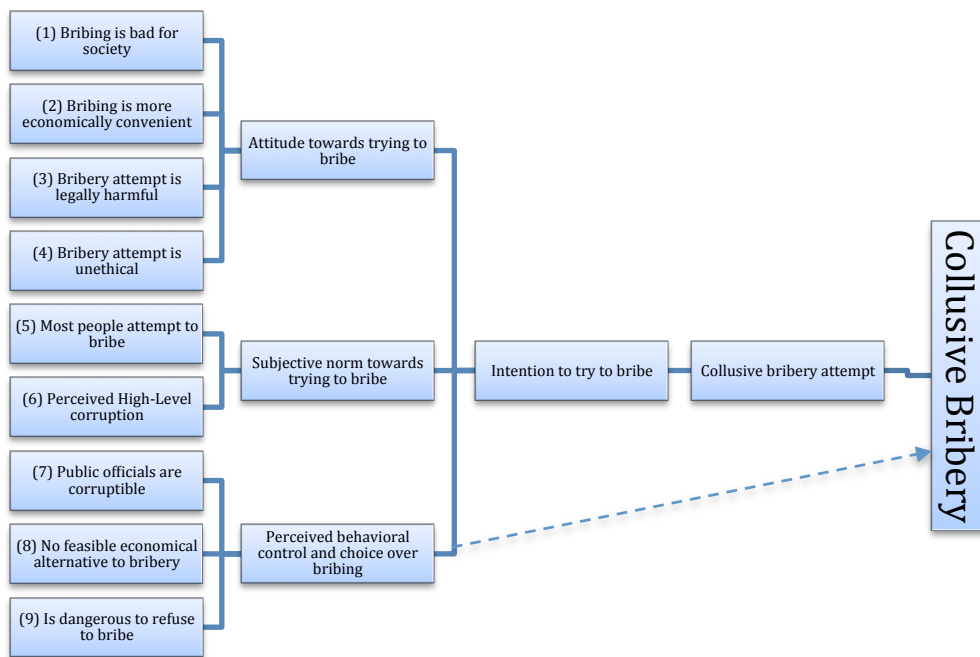 (1) Bribing is bad for
society
(2) Bribing is more
economically convenient
(3) Bribery attempt is
legally harmful
(4) Bribery attempt is
unethical
(5) Most people attempt to
bribe
(6) Perceived High-Level
corruption
(7) Public officials are
corruptible
(8) No feasible economical
alternative to bribery
(9) Is dangerous to refuse
to bribe
Attitude towards trying to
bribe
Subjective norm towards
trying to bribe
Perceived behavioral
control and choice over
bribing
Intention to try to bribe
Collusive bribery attempt
Collusive Bribery